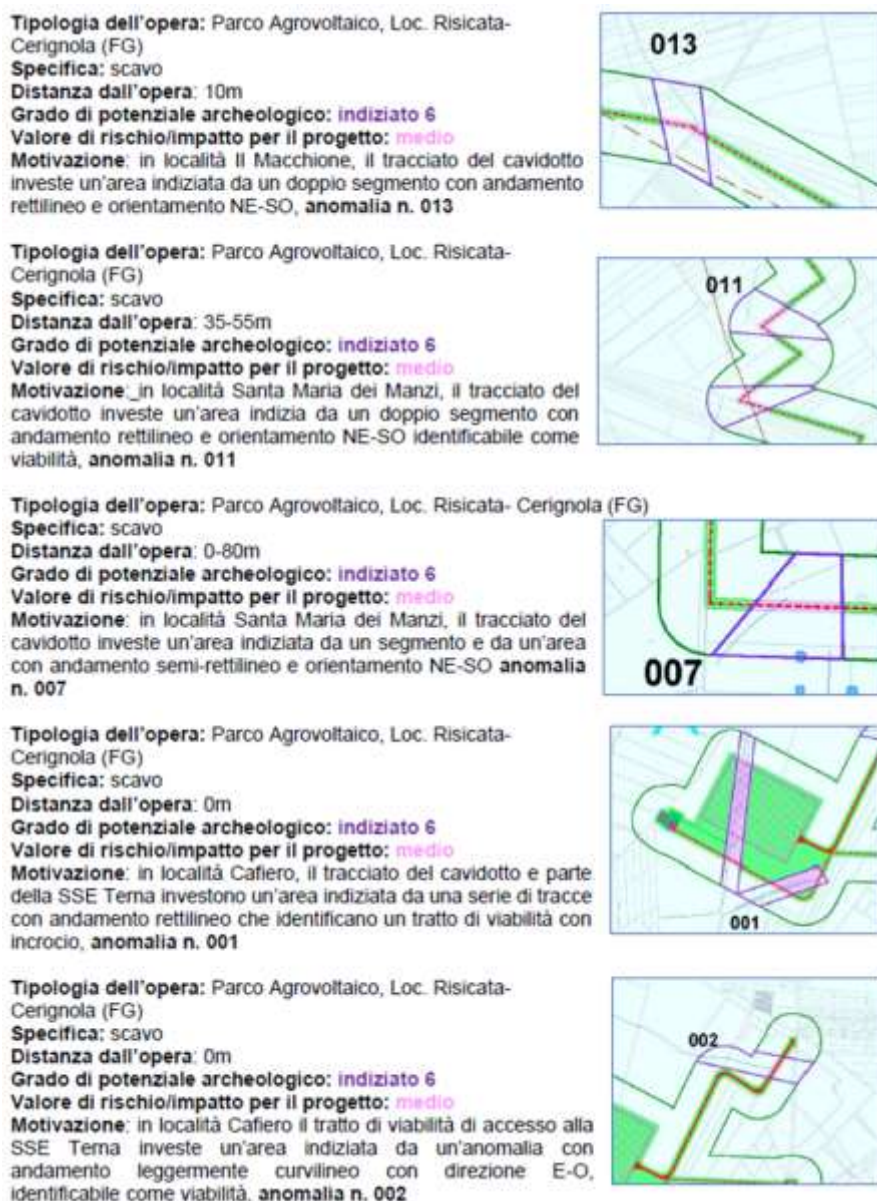 Tipologia dell'opera: Parco Agrovoltaico, Loc. Risicata-
Cerignola (FG)
Specifica: scavo
Distanza dall'opera: 10m
Grado di potenziale archeologico: indiziato 6
Valore di rischio/impatto per il progetto: medio
Motivazione: in località Il Macchione, il tracciato del cavidotto
investe un'area indiziata da un doppio segmento con andamento
rettilineo e orientamento NE-SO, anomalia n. 013
013
Tipologia dell'opera: Parco Agrovoltaico, Loc. Risicata-
Cerignola (FG)
Specifica: scavo
Distanza dall'opera: 35-55m
Grado di potenziale archeologico: indiziato 6
Valore di rischio/impatto per il progetto: medio
Motivazione: in località Santa Maria dei Manzi, il tracciato del
cavidotto investe un'area indizia da un doppio segmento con
andamento rettilineo e orientamento NE-SO identificabile come
viabilità, anomalia n. 011
011
Tipologia dell'opera: Parco Agrovoltaico, Loc. Risicata- Cerignola (FG)
Specifica: scavo
Distanza dall'opera: 0-80m
Grado di potenziale archeologico: indiziato 6
Valore di rischio/impatto per il progetto: medio
Motivazione: in località Santa Maria dei Manzi, il tracciato del
cavidotto investe un'area indiziata da un segmento e da un'area
con andamento semi-rettilineo e orientamento NE-SO anomalia
n. 007
007
Tipologia dell'opera: Parco Agrovoltaico, Loc. Risicata-
Cerignola (FG)
Specifica: scavo
Distanza dall'opera: 0m
Grado di potenziale archeologico: indiziato 6
Valore di rischio/impatto per il progetto: medio
Motivazione: in località Cafiero, il tracciato del cavidotto e parte
della SSE Terna investono un'area indiziata da una serie di tracce
con andamento rettilineo che identificano un tratto di viabilità con
incrocio, anomalia n. 001
001
Tipologia dell'opera: Parco Agrovoltaico, Loc. Risicata-
Cerignola (FG)
Specifica: scavo
Distanza dall'opera: 0m
Grado di potenziale archeologico: indiziato 6
Valore di rischio/impatto per il progetto: medio
Motivazione: in località Cafiero il tratto di viabilità di accesso alla
SSE Terna investe un'area indiziata da un'anomalia con
andamento leggermente curvilineo con direzione E-O,
identificabile come viabilità, anomalia n. 002
002